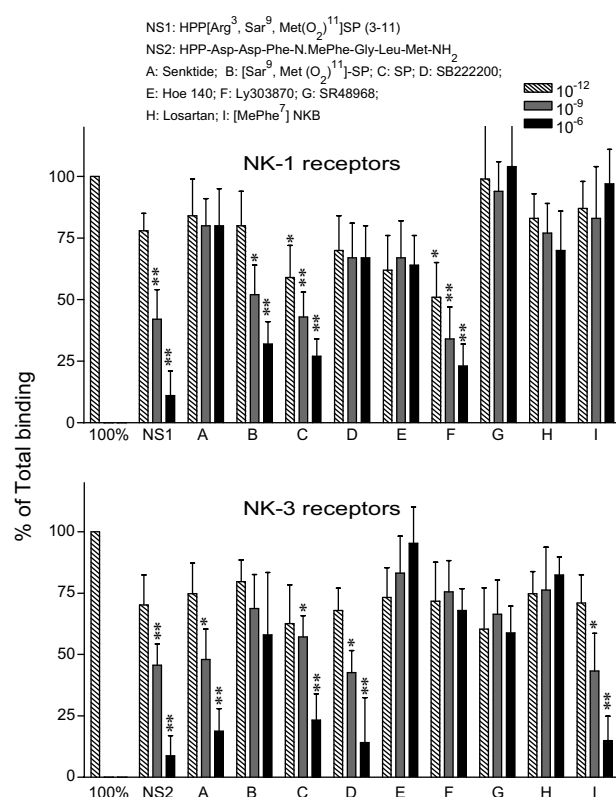 NS1: HPP[Arg³, Sar⁹, Met(O₂)¹¹]SP (3-11)
NS2: HPP-Asp-Asp-Phe-N.MePhe-Gly-Leu-Met-NH₂
A: Senktide; B: [Sar⁹, Met (O₂)¹¹]-SP; C: SP; D: SB222200;
E: Hoe 140; F: Ly303870; G: SR48968;
H: Losartan; I: [MePhe⁷] NKB
10⁻¹²
10⁻⁹
10⁻⁶
NK-1 receptors
100
75
50
25
0
** ** * ** * ** ** * ** **
100% NS1 A B C D E F G H I
% of Total binding
NK-3 receptors
100
75
50
25
0
** ** * ** * ** * ** * **
100% NS2 A B C D E F G H I